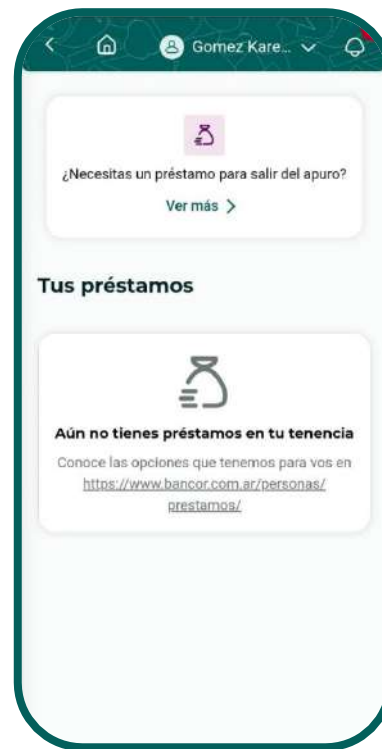 Gomez Kare...
¿Necesitas un préstamo para salir del apuro?
Ver más
Tus préstamos
Aún no tienes préstamos en tu tenencia
Conoce las opciones que tenemos para vos en
https://www.bancor.com.ar/personas/
prestamos/